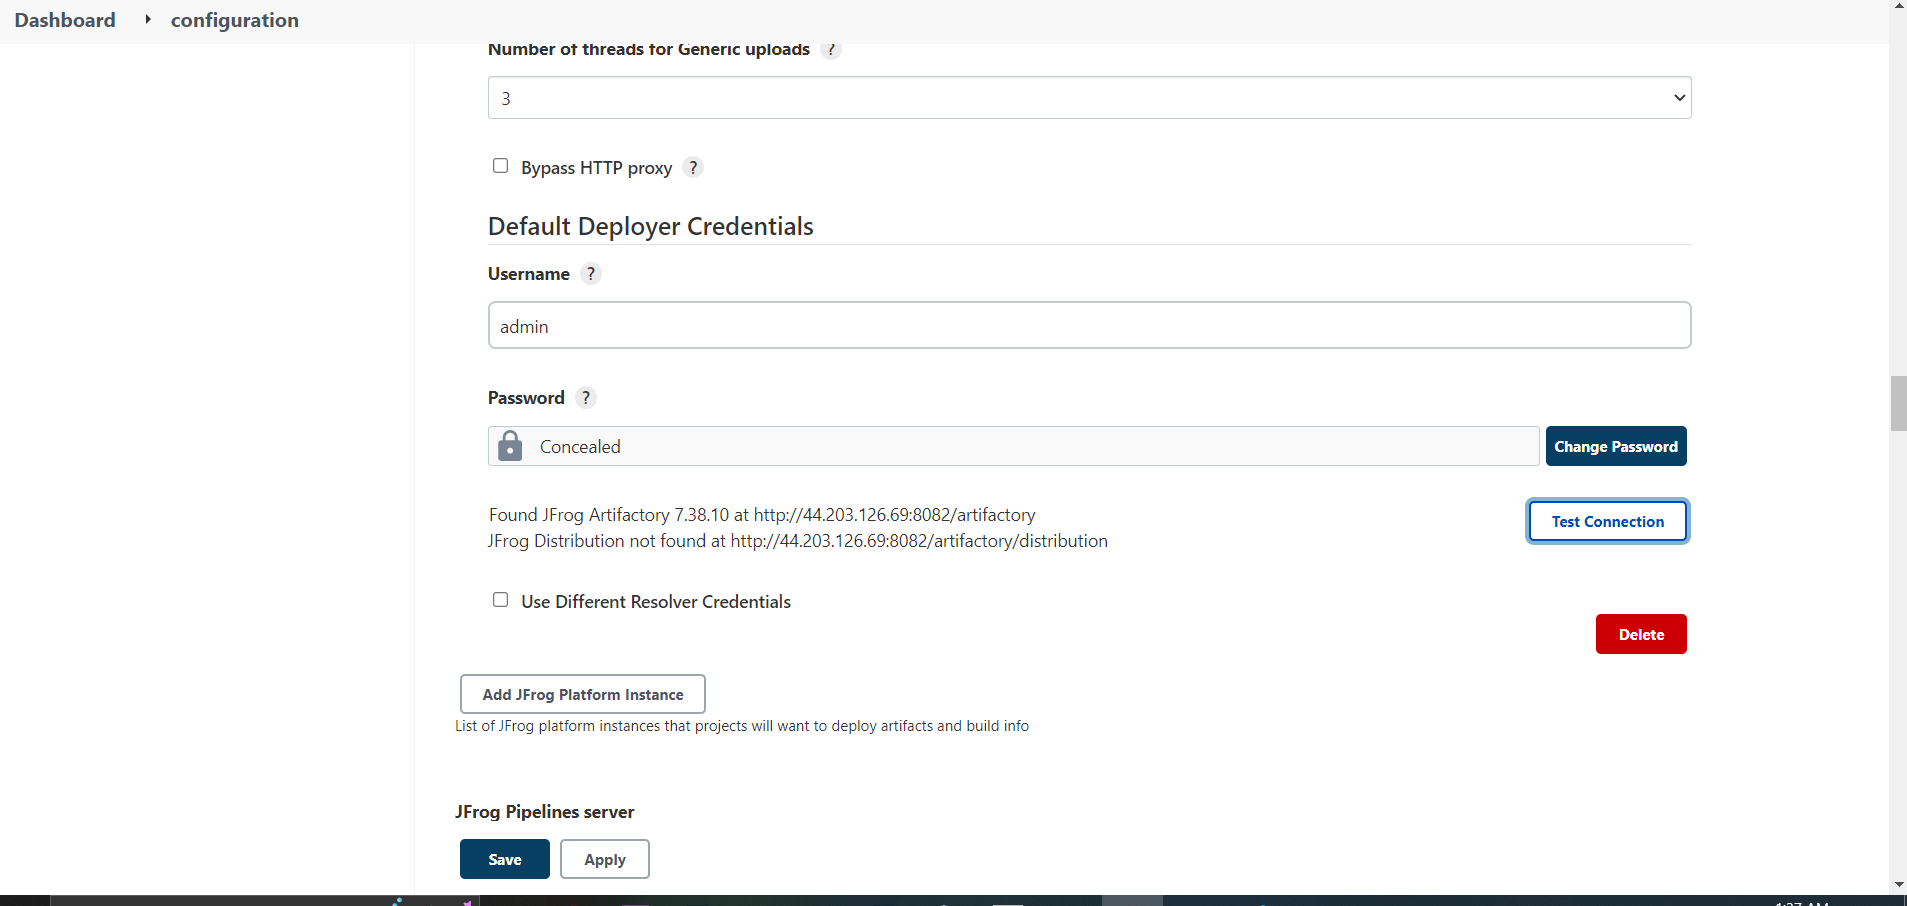 Dashboard configuration
Number of threads for Generic uploads ?
3
Bypass HTTP proxy ?
Default Deployer Credentials
Username ?
admin
Password ?
Concealed
Change Password
Found JFrog Artifactory 7.38.10 at http://44.203.126.69:8082/artifactory
JFrog Distribution not found at http://44.203.126.69:8082/artifactory/distribution
Test Connection
Use Different Resolver Credentials
Delete
Add JFrog Platform Instance
List of JFrog platform instances that projects will want to deploy artifacts and build info
JFrog Pipelines server
Save Apply